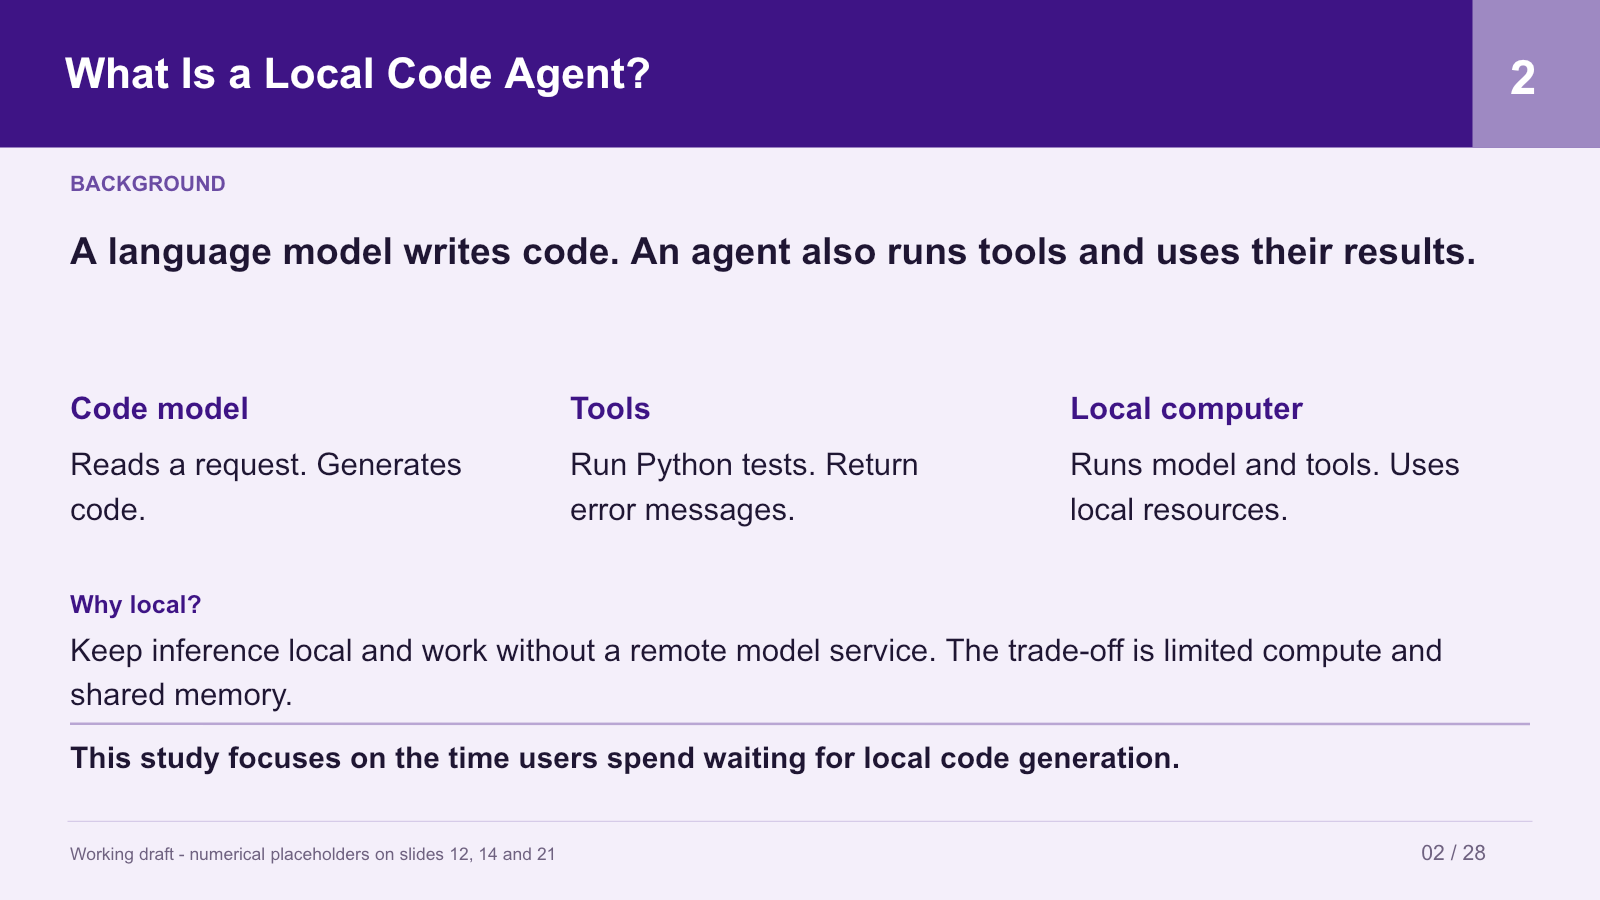 What Is a Local Code Agent?
2
BACKGROUND
A language model writes code. An agent also runs tools and uses their results.
Code model
Reads a request. Generates
code.
Tools
Run Python tests. Return
error messages.
Local computer
Runs model and tools. Uses
local resources.
Why local?
Keep inference local and work without a remote model service. The trade-off is limited compute and
shared memory.
This study focuses on the time users spend waiting for local code generation.
Working draft - numerical placeholders on slides 12, 14 and 21
02 / 28